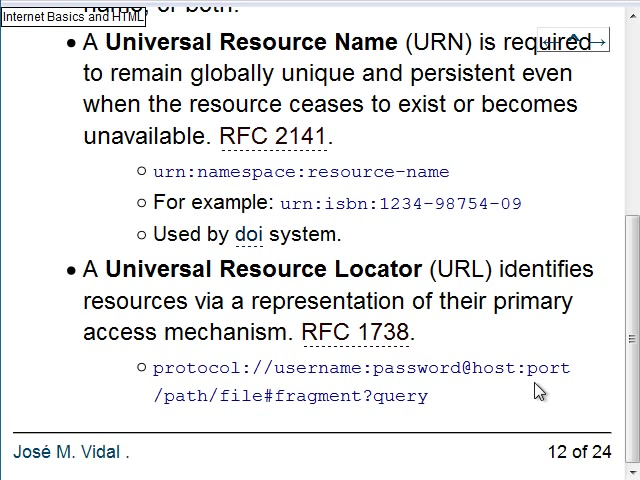 Internet Basics and HTML
name, or both.
• A Universal Resource Name (URN) is required
to remain globally unique and persistent even
when the resource ceases to exist or becomes
unavailable. RFC 2141.
○ urn:namespace:resource-name
○ For example: urn:isbn:1234-98754-09
○ Used by doi system.
• A Universal Resource Locator (URL) identifies
resources via a representation of their primary
access mechanism. RFC 1738.
○ protocol://username:password@host:port
/path/file#fragment?query
José M. Vidal .
12 of 24